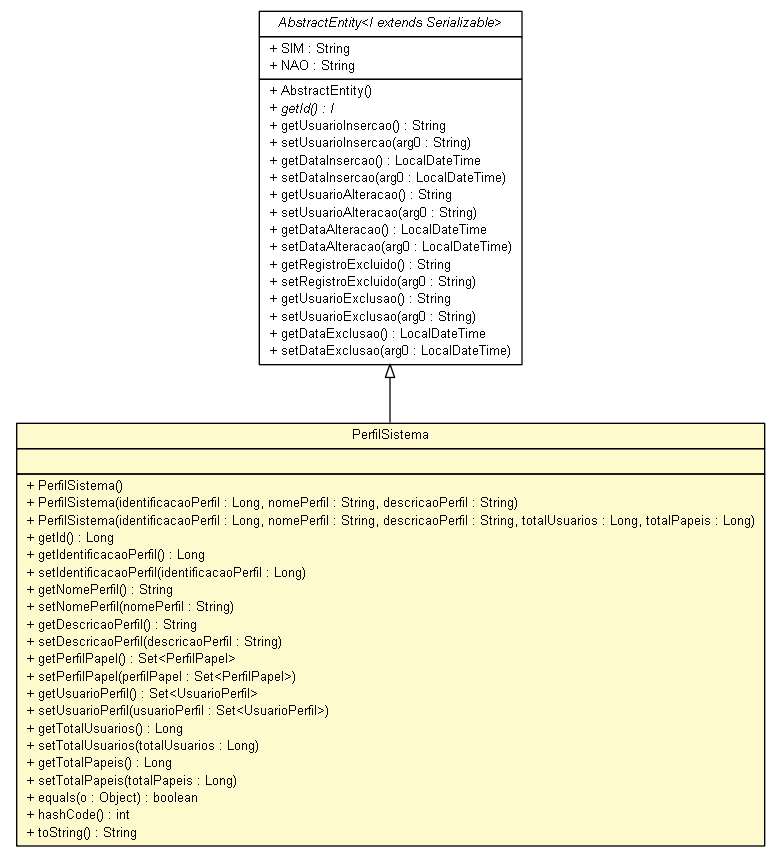 AbstractEntity<I extends Serializable>
+ SIM : String
+ NAO : String
+ AbstractEntity()
+ getId() : I
+ getUsuarioInsercao() : String
+ setUsuarioInsercao(arg0 : String)
+ getDataInsercao() : LocalDateTime
+ setDataInsercao(arg0 : LocalDateTime)
+ getUsuarioAlteracao() : String
+ setUsuarioAlteracao(arg0 : String)
+ getDataAlteracao() : LocalDateTime
+ setDataAlteracao(arg0 : LocalDateTime)
+ getRegistroExcluido() : String
+ setRegistroExcluido(arg0 : String)
+ getUsuarioExclusao() : String
+ setUsuarioExclusao(arg0 : String)
+ getDataExclusao() : LocalDateTime
+ setDataExclusao(arg0 : LocalDateTime)
PerfilSistema
+ PerfilSistema()
+ PerfilSistema(identificacaoPerfil : Long, nomePerfil : String, descricaoPerfil : String)
+ PerfilSistema(identificacaoPerfil : Long, nomePerfil : String, descricaoPerfil : String, totalUsuarios : Long, totalPapeis : Long)
+ getId() : Long
+ getIdentificacaoPerfil() : Long
+ setIdentificacaoPerfil(identificacaoPerfil : Long)
+ getNomePerfil() : String
+ setNomePerfil(nomePerfil : String)
+ getDescricaoPerfil() : String
+ setDescricaoPerfil(descricaoPerfil : String)
+ getPerfilPapel() : Set<PerfilPapel>
+ setPerfilPapel(perfilPapel : Set<PerfilPapel>)
+ getUsuarioPerfil() : Set<UsuarioPerfil>
+ setUsuarioPerfil(usuarioPerfil : Set<UsuarioPerfil>)
+ getTotalUsuarios() : Long
+ setTotalUsuarios(totalUsuarios : Long)
+ getTotalPapeis() : Long
+ setTotalPapeis(totalPapeis : Long)
+ equals(o : Object) : boolean
+ hashCode() : int
+ toString() : String